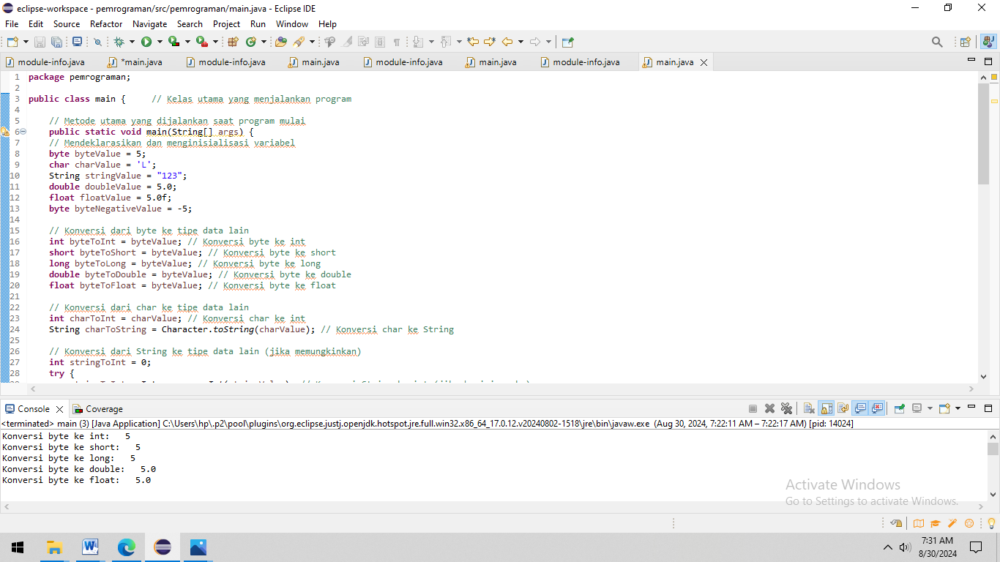 eclipse-workspace - pemrograman/src/pemrograman/main.java - Eclipse IDE
File Edit Source Refactor Navigate Search Project Run Window Help
module-info.java *main.java module-info.java main.java module-info.java main.java module-info.java main.java
1 package pemrograman;
2
3 public class main { // Kelas utama yang menjalankan program
4
5 // Metode utama yang dijalankan saat program mulai
6 public static void main(String[] args) {
7 // Mendeklarasikan dan menginisialisasi variabel
8 byte byteValue = 5;
9 char charValue = 'L';
10 String stringValue = "123";
11 double doubleValue = 5.0;
12 float floatValue = 5.0f;
13 byte byteNegativeValue = -5;
14
15 // Konversi dari byte ke tipe data lain
16 int byteToInt = byteValue; // Konversi byte ke int
17 short byteToShort = byteValue; // Konversi byte ke short
18 long byteToLong = byteValue; // Konversi byte ke long
19 double byteToDouble = byteValue; // Konversi byte ke double
20 float byteToFloat = byteValue; // Konversi byte ke float
21
22 // Konversi dari char ke tipe data lain
23 int charToInt = charValue; // Konversi char ke int
24 String charToString = Character.toString(charValue); // Konversi char ke String
25
26 // Konversi dari String ke tipe data lain (jika memungkinkan)
27 int stringToInt = 0;
28 try {
Console Coverage
<terminated> main (3) [Java Application] C:\Users\hp\.p2\pool\plugins\org.eclipse.justj.openjdk.hotspot.jre.full.win32.x86_64_17.0.12.v20240802-1518\jre\bin\javaw.exe (Aug 30, 2024, 7:22:11 AM – 7:22:17 AM) [pid: 14024]
Konversi byte ke int: 5
Konversi byte ke short: 5
Konversi byte ke long: 5
Konversi byte ke double: 5.0
Konversi byte ke float: 5.0
Activate Windows
Go to Settings to activate Windows.
7:31 AM
8/30/2024